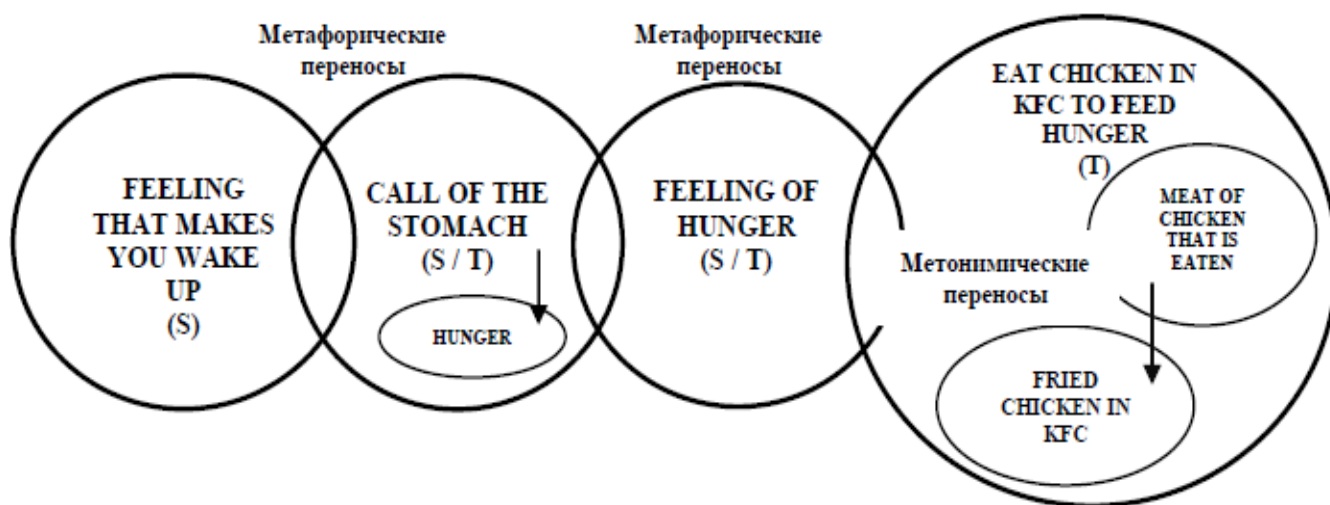 Метафорические
переносы
Метафорические
переносы
FEELING
THAT MAKES
YOU WAKE
UP
(S)
CALL OF THE
STOMACH
(S / T)
HUNGER
FEELING OF
HUNGER
(S / T)
EAT CHICKEN IN
KFC TO FEED
HUNGER
(T)
MEAT OF
CHICKEN
THAT IS
EATEN
Метонимические
переносы
FRIED
CHICKEN IN
KFC